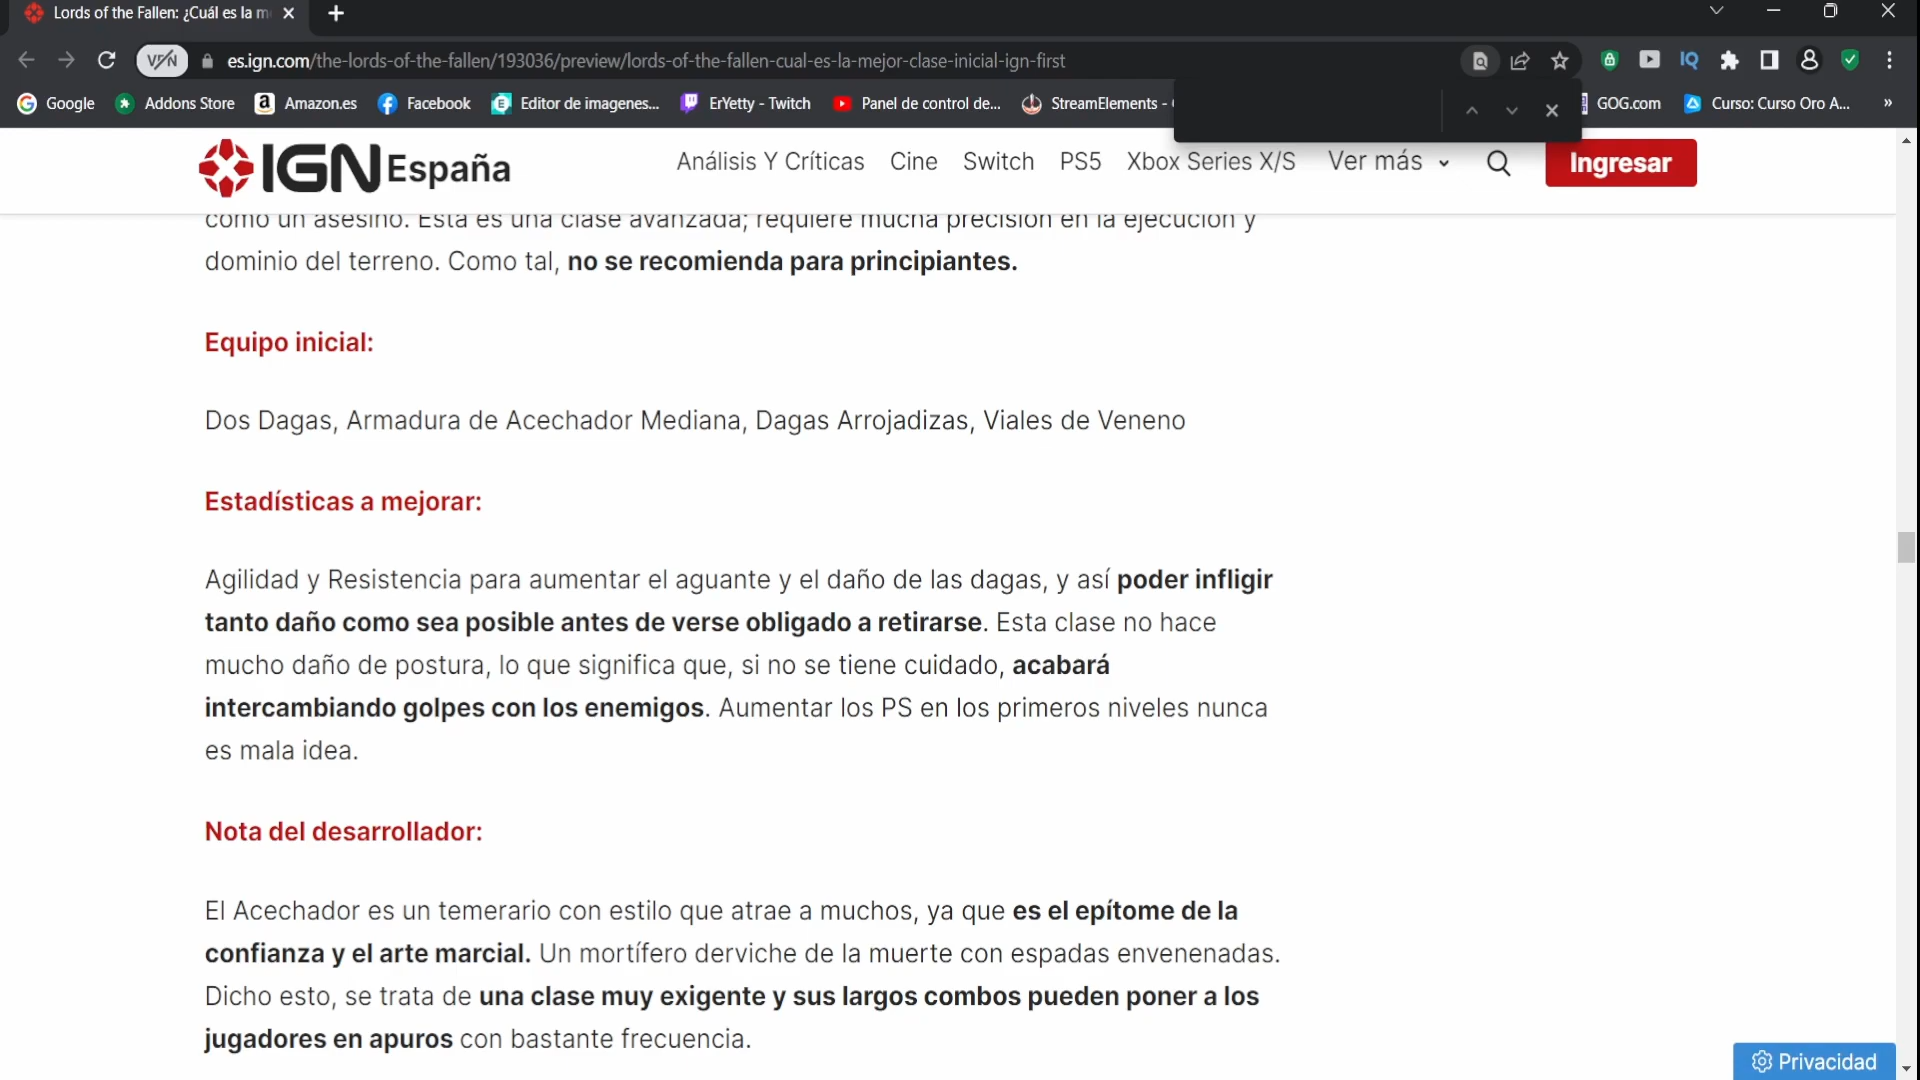 Lords of the Fallen: ¿Cuál es la m
VPN
es.ign.com/the-lords-of-the-fallen/193036/preview/lords-of-the-fallen-cual-es-la-mejor-clase-inicial-ign-first
IQ
Google
Addons Store
Amazon.es
Facebook
Editor de imagenes...
ErYetty - Twitch
Panel de control de...
StreamElements -
GOG.com
Curso: Curso Oro A...
»
IGN España
Análisis Y Críticas
Cine
Switch
PS5
Xbox Series X/S
Ver más
Ingresar
como un asesino. Esta es una clase avanzada; requiere mucha precisión en la ejecución y
dominio del terreno. Como tal, no se recomienda para principiantes.
Equipo inicial:
Dos Dagas, Armadura de Acechador Mediana, Dagas Arrojadizas, Viales de Veneno
Estadísticas a mejorar:
Agilidad y Resistencia para aumentar el aguante y el daño de las dagas, y así poder infligir
tanto daño como sea posible antes de verse obligado a retirarse. Esta clase no hace
mucho daño de postura, lo que significa que, si no se tiene cuidado, acabará
intercambiando golpes con los enemigos. Aumentar los PS en los primeros niveles nunca
es mala idea.
Nota del desarrollador:
El Acechador es un temerario con estilo que atrae a muchos, ya que es el epítome de la
confianza y el arte marcial. Un mortífero derviche de la muerte con espadas envenenadas.
Dicho esto, se trata de una clase muy exigente y sus largos combos pueden poner a los
jugadores en apuros con bastante frecuencia.
Privacidad